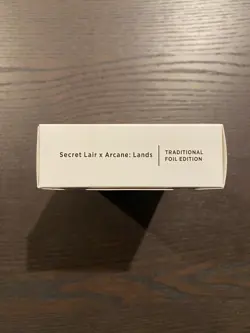 Secret Lair x Arcane: Lands
TRADITIONAL
FOIL EDITION